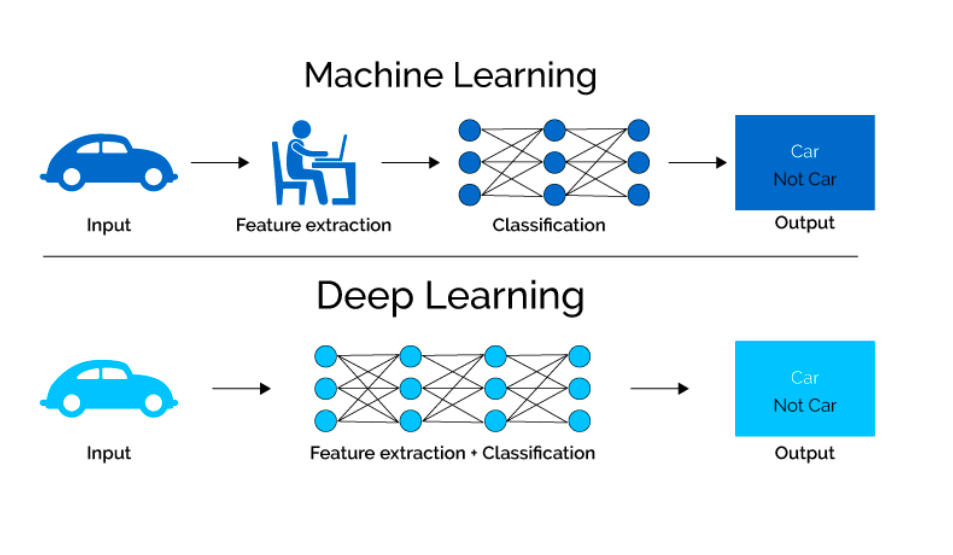 Machine Learning
Car
Not Car
Input
Feature extraction
Classification
Output
Deep Learning
Car
Not Car
Input
Feature extraction + Classification
Output